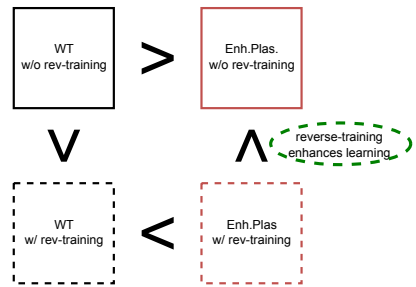 WT
w/o rev-training
>
Enh.Plas.
w/o rev-training
V
Λ
reverse-training
enhances learning
WT
w/ rev-training
<
Enh.Plas
w/ rev-training